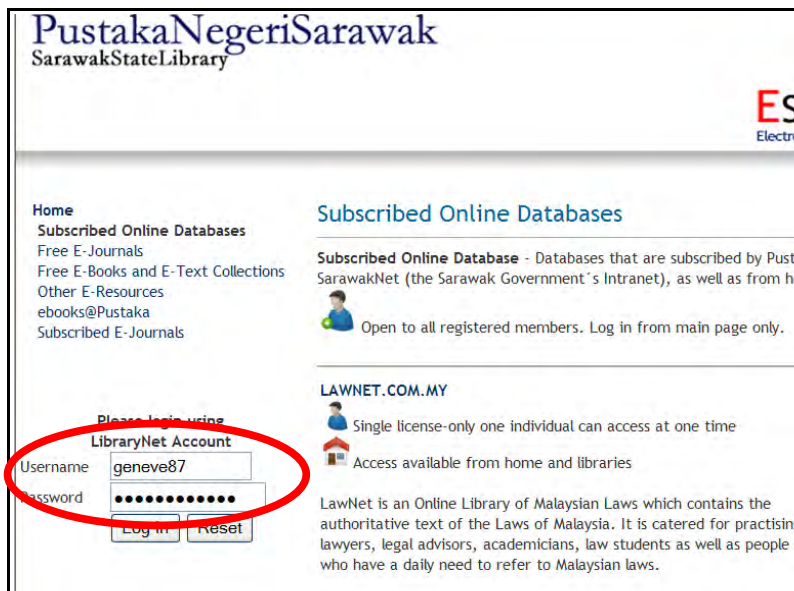 PustakaNegeriSarawak
SarawakStateLibrary
Es
Electr
Home
Subscribed Online Databases
Free E-Journals
Free E-Books and E-Text Collections
Other E-Resources
ebooks@Pustaka
Subscribed E-Journals
Please login using
LibraryNet Account
Username geneve87
Password ●●●●●●●●●●●●
Log In Reset
Subscribed Online Databases
Subscribed Online Database - Databases that are subscribed by Pust
SarawakNet (the Sarawak Government´s Intranet), as well as from h
Open to all registered members. Log in from main page only.
LAWNET.COM.MY
Single license-only one individual can access at one time
Access available from home and libraries
LawNet is an Online Library of Malaysian Laws which contains the
authoritative text of the Laws of Malaysia. It is catered for practisin
lawyers, legal advisors, academicians, law students as well as people
who have a daily need to refer to Malaysian laws.